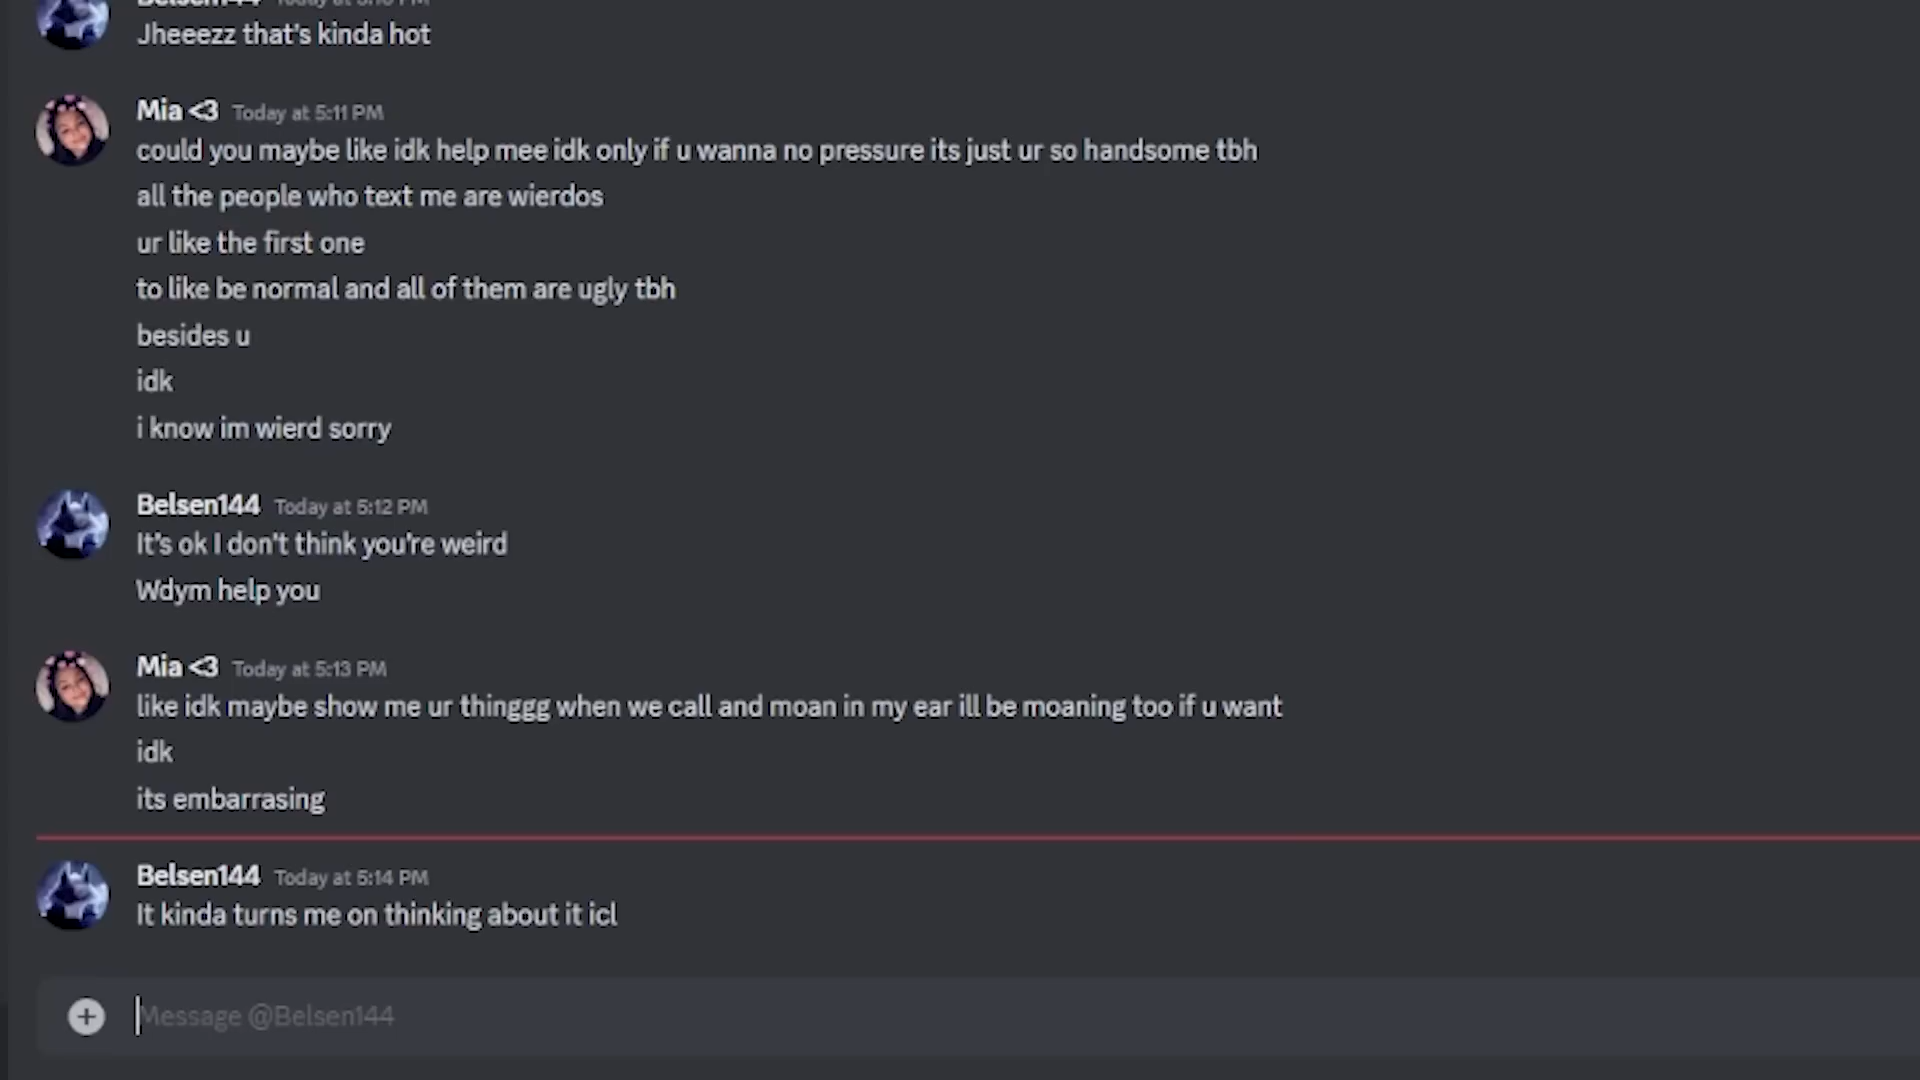 Belsen144 Today at 5:10 PM
Jheeezz that's kinda hot
Mia <3 Today at 5:11 PM
could you maybe like idk help mee idk only if u wanna no pressure its just ur so handsome tbh
all the people who text me are wierdos
ur like the first one
to like be normal and all of them are ugly tbh
besides u
idk
i know im wierd sorry
Belsen144 Today at 5:12 PM
It's ok I don't think you're weird
Wdym help you
Mia <3 Today at 5:13 PM
like idk maybe show me ur thinggg when we call and moan in my ear ill be moaning too if u want
idk
its embarrasing
Belsen144 Today at 5:14 PM
It kinda turns me on thinking about it icl
Message @Belsen144